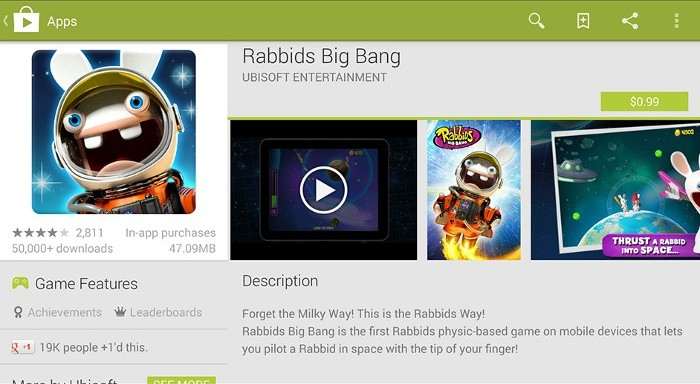 Apps
Rabbids Big Bang
UBISOFT ENTERTAINMENT
$0.99
2,811
In-app purchases
50,000+ downloads
47.09MB
Rabbids
BIG BANG
THRUST A RABBID
INTO SPACE...
Game Features
Achievements
Leaderboards
+1
19K people +1'd this.
More by Ubisoft
SEE MORE
Description
Forget the Milky Way! This is the Rabbids Way!
Rabbids Big Bang is the first Rabbids physic-based game on mobile devices that lets
you pilot a Rabbid in space with the tip of your finger!